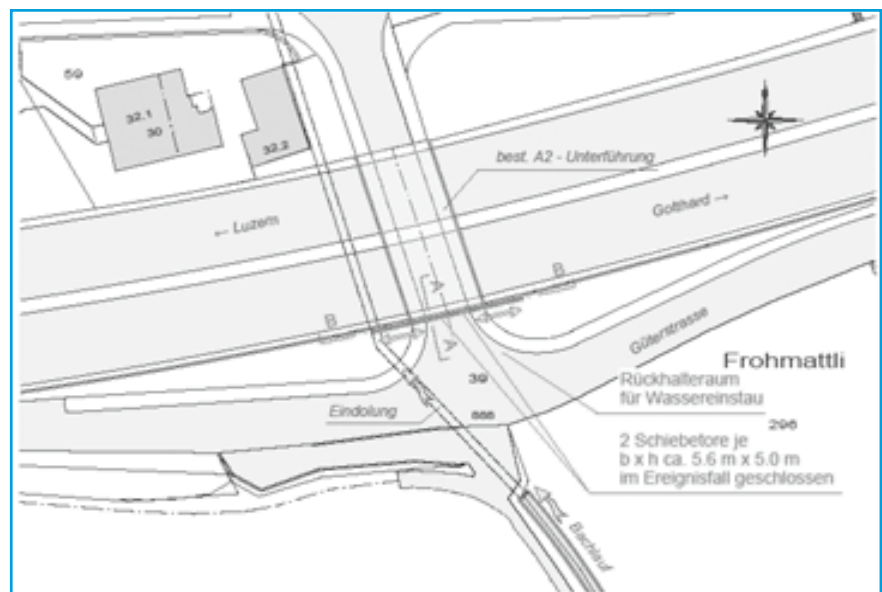 59
32.1
30
32.2
best. A2 - Unterführung
← Luzern
Gotthard →
B
A
B
A
Güterstrasse
Frohmattli
39
Rückhalteraum
für Wassereinstau
Eindolung
888
296
2 Schiebetore je
b x h ca. 5.6 m x 5.0 m
im Ereignisfall geschlossen
Bachlauf